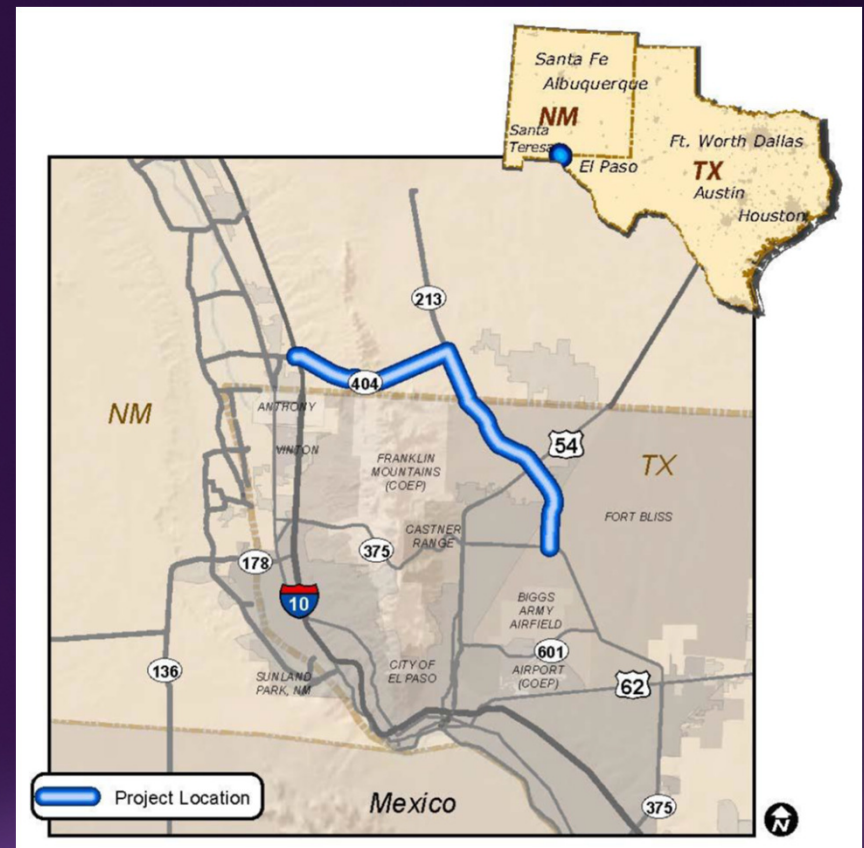 Santa Fe
Albuquerque
NM
Santa
Teresa
El Paso
Ft. Worth Dallas
TX
Austin
Houston
213
404
NM
ANTHONY
VINTON
54
TX
FRANKLIN
MOUNTAINS
(COEP)
FORT BLISS
CASTNER
RANGE
375
178
10
BIGGS
ARMY
AIRFIELD
601
AIRPORT
(COEP)
CITY OF
EL PASO
136
SUNLAND
PARK, NM
62
Project Location
Mexico
375
N